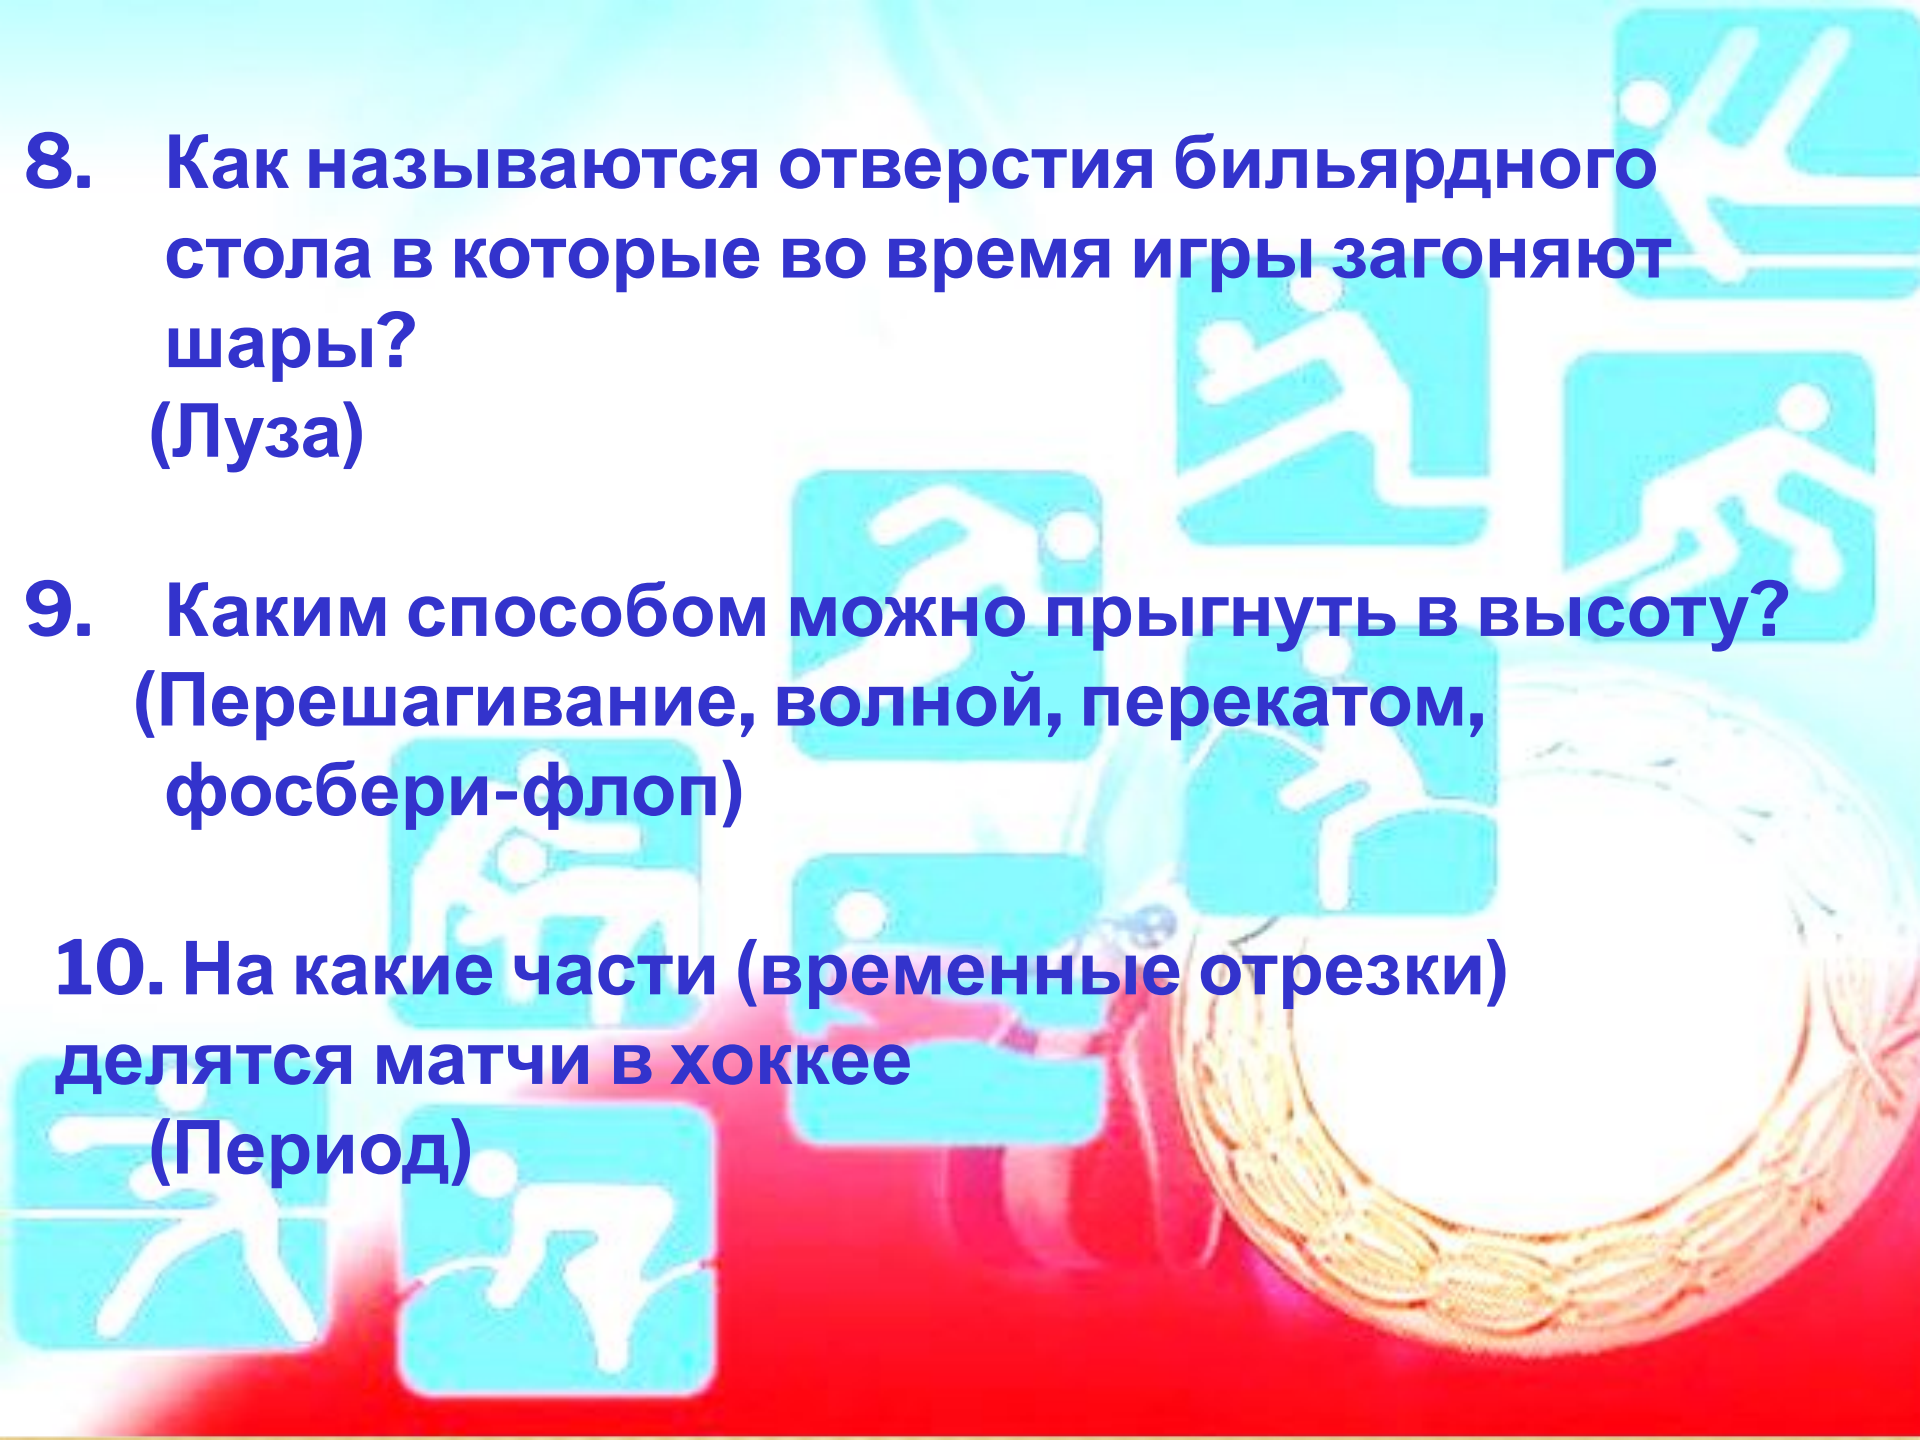 8. Как называются отверстия бильярдного
стола в которые во время игры загоняют
шары?
(Луза)
9. Каким способом можно прыгнуть в высоту?
(Перешагивание, волной, перекатом,
фосбери-флоп)
10. На какие части (временные отрезки)
делятся матчи в хоккее
(Период)